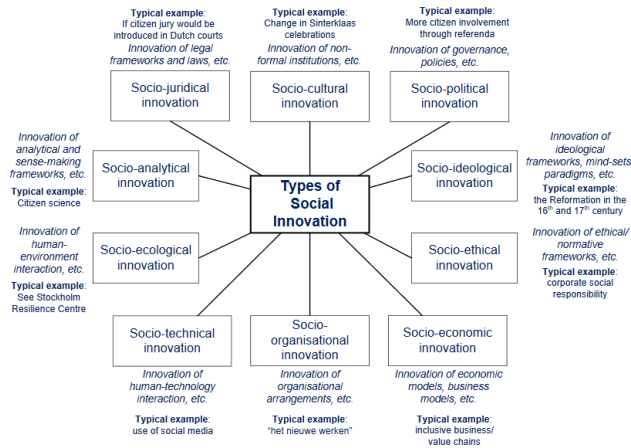 Typical example:
If citizen jury would be
introduced in Dutch courts
Innovation of legal
frameworks and laws, etc.
Socio-juridical
innovation
Typical example:
Change in Sinterklaas
celebrations
Innovation of non-
formal institutions, etc.
Socio-cultural
innovation
Typical example:
More citizen involvement
through referenda
Innovation of governance,
policies, etc.
Socio-political
innovation
Innovation of
analytical and
sense-making
frameworks, etc.
Typical example:
Citizen science
Socio-analytical
innovation
Types of
Social
Innovation
Socio-ideological
innovation
Innovation of
ideological
frameworks, mind-sets
paradigms, etc.
Typical example:
the Reformation in the
16th and 17th century
Innovation of
human-
environment
interaction, etc.
Typical example:
See Stockholm
Resilience Centre
Socio-ecological
innovation
Socio-ethical
innovation
Innovation of ethical/
normative
frameworks, etc.
Typical example:
corporate social
responsibility
Socio-technical
innovation
Innovation of
human-technology
interaction, etc.
Typical example:
use of social media
Socio-
organisational
innovation
Innovation of
organisational
arrangements, etc.
Typical example:
“het nieuwe werken”
Socio-economic
innovation
Innovation of economic
models, business
models, etc.
Typical example:
inclusive business/
value chains